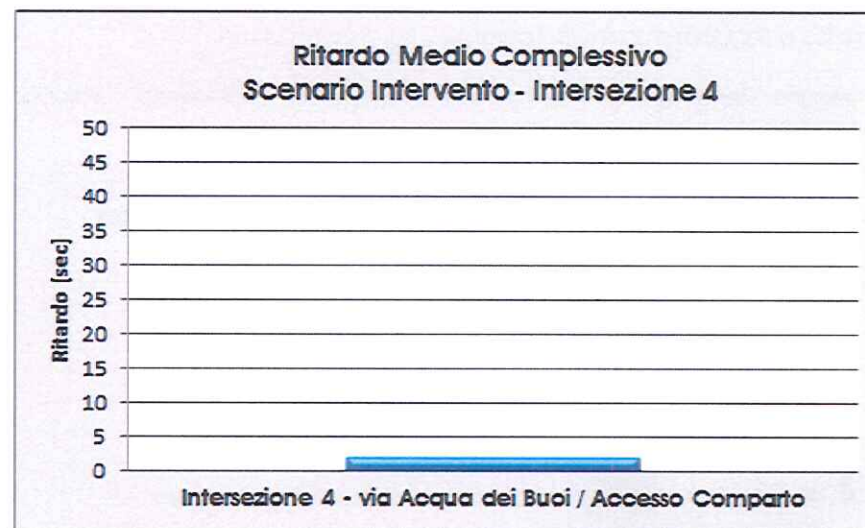 Ritardo Medio Complessivo
Scenario Intervento - Intersezione 4
50
45
40
35
30
25
20
15
10
5
0
Ritardo [sec]
Intersezione 4 - via Acqua dei Buoi / Accesso Comparto